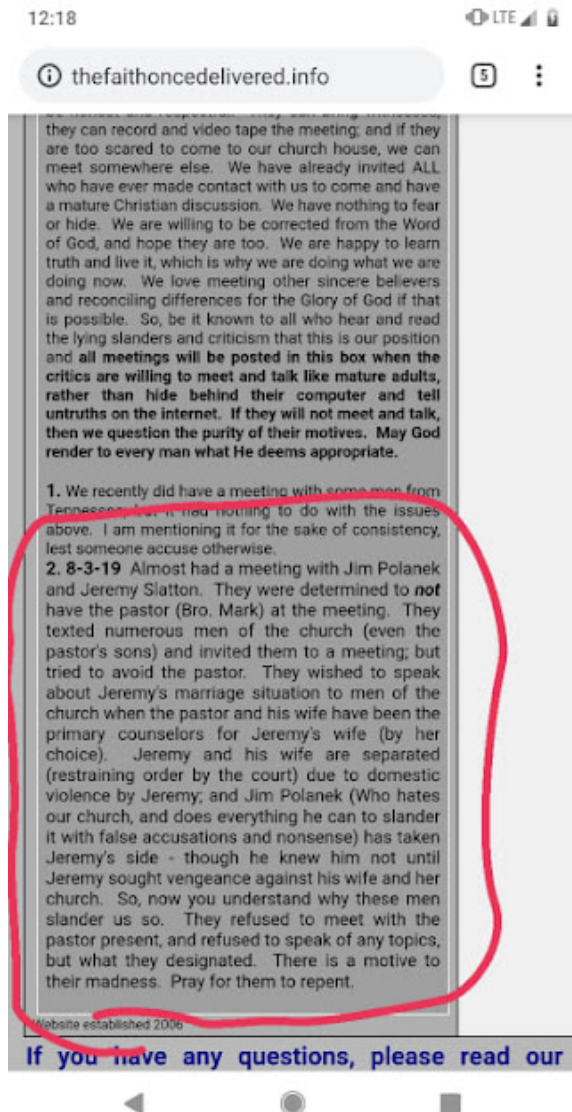 12:18
LTE
thefaithoncedelivered.info
5
they can record and video tape the meeting; and if they
are too scared to come to our church house, we can
meet somewhere else. We have already invited ALL
who have ever made contact with us to come and have
a mature Christian discussion. We have nothing to fear
or hide. We are willing to be corrected from the Word
of God, and hope they are too. We are happy to learn
truth and live it, which is why we are doing what we are
doing now. We love meeting other sincere believers
and reconciling differences for the Glory of God if that
is possible. So, be it known to all who hear and read
the lying slanders and criticism that this is our position
and all meetings will be posted in this box when the
critics are willing to meet and talk like mature adults,
rather than hide behind their computer and tell
untruths on the internet. If they will not meet and talk,
then we question the purity of their motives. May God
render to every man what He deems appropriate.
1. We recently did have a meeting with some men from
Tennessee, but it had nothing to do with the issues
above. I am mentioning it for the sake of consistency,
lest someone accuse otherwise.
2. 8-3-19 Almost had a meeting with Jim Polanek
and Jeremy Slatton. They were determined to not
have the pastor (Bro. Mark) at the meeting. They
texted numerous men of the church (even the
pastor's sons) and invited them to a meeting; but
tried to avoid the pastor. They wished to speak
about Jeremy's marriage situation to men of the
church when the pastor and his wife have been the
primary counselors for Jeremy's wife (by her
choice). Jeremy and his wife are separated
(restraining order by the court) due to domestic
violence by Jeremy; and Jim Polanek (Who hates
our church, and does everything he can to slander
it with false accusations and nonsense) has taken
Jeremy's side - though he knew him not until
Jeremy sought vengeance against his wife and her
church. So, now you understand why these men
slander us so. They refused to meet with the
pastor present, and refused to speak of any topics,
but what they designated. There is a motive to
their madness. Pray for them to repent.
Website established 2006
If you have any questions, please read our